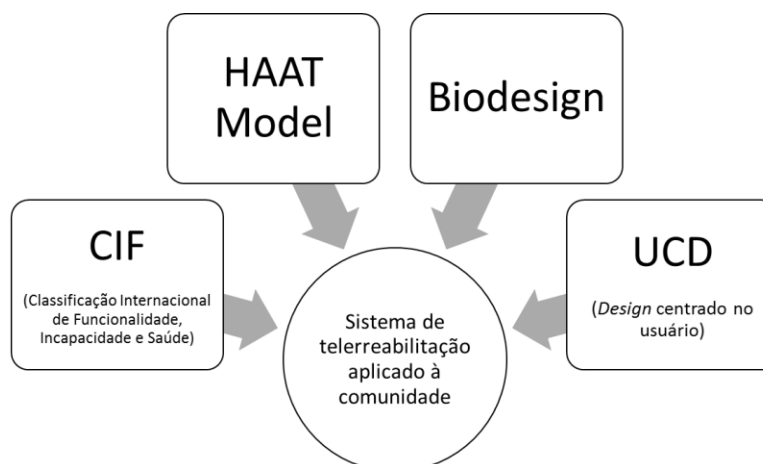 HAAT
Model
Biodesign
CIF
(Classificação Internacional
de Funcionalidade,
Incapacidade e Saúde)
UCD
(Design centrado no
usuário)
Sistema de
telerreabilitação
aplicado à
comunidade